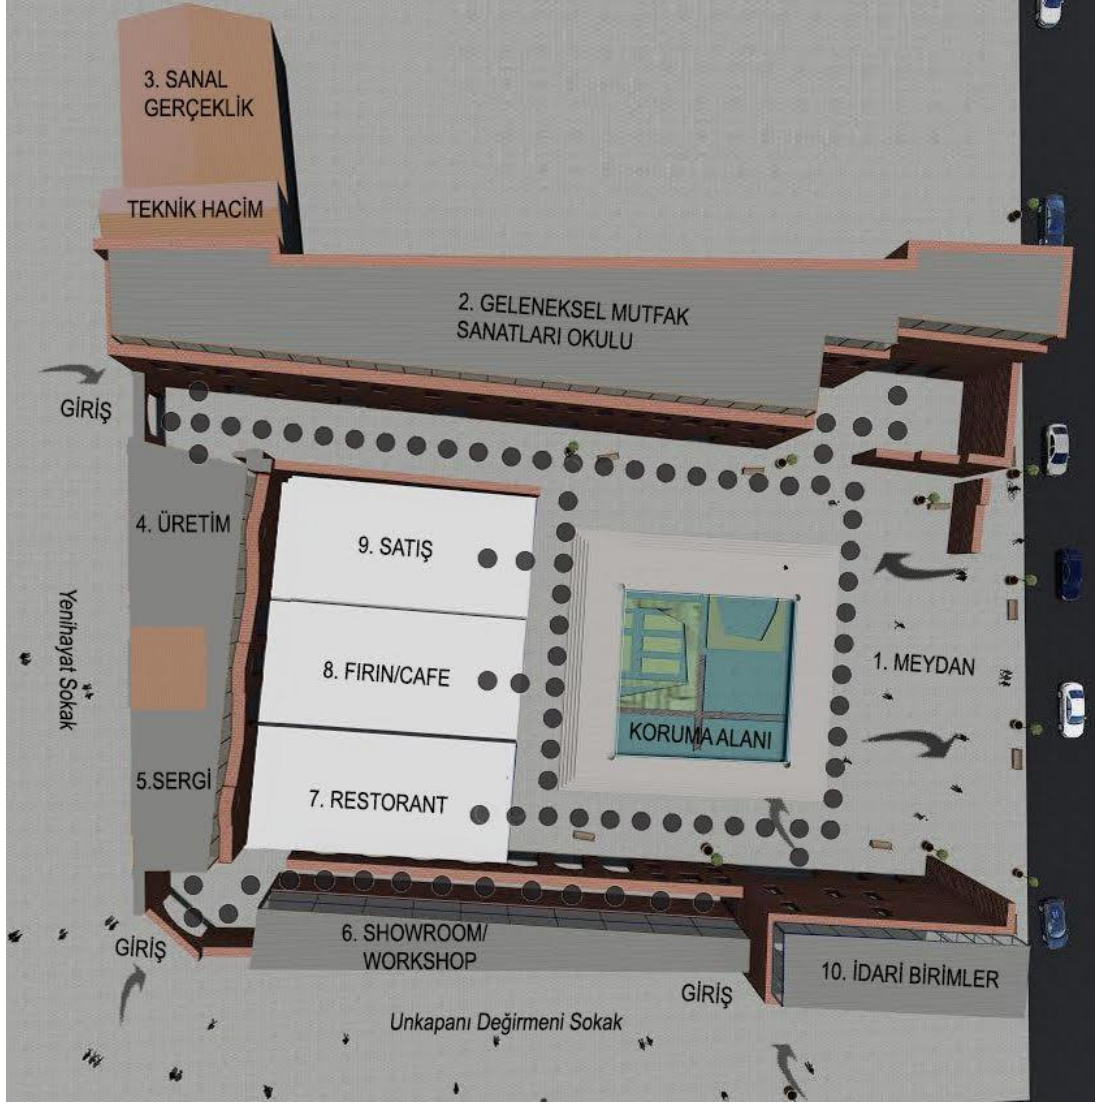 3. SANAL
GERÇEKLİK
TEKNİK HACİM
2. GELENEKSEL MUTFAK
SANATLARI OKULU
GİRİŞ
4. ÜRETİM
9. SATIŞ
Yenihayat Sokak
8. FIRIN/CAFE
1. MEYDAN
KORUMA ALANI
5.SERGİ
7. RESTORANT
GİRİŞ
6. SHOWROOM/
WORKSHOP
10. İDARİ BİRİMLER
GİRİŞ
Unkapanı Değirmeni Sokak